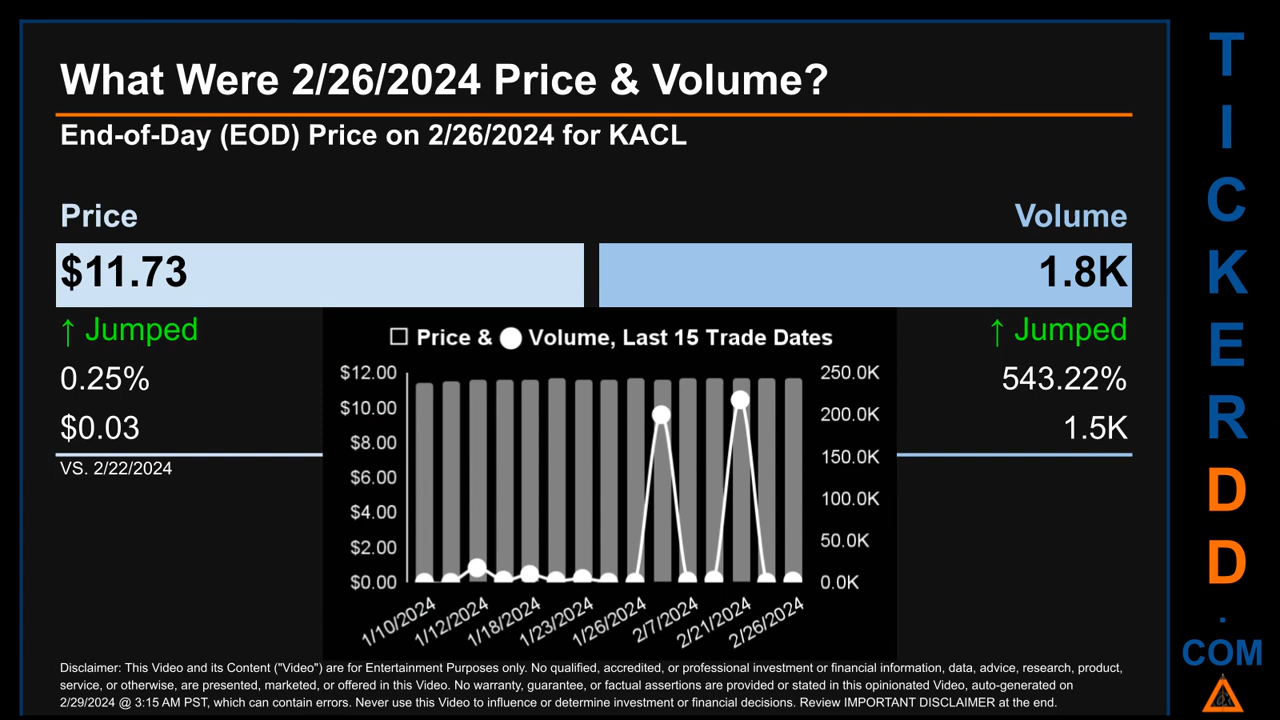 What Were 2/26/2024 Price & Volume?
End-of-Day (EOD) Price on 2/26/2024 for KACL
Price
Volume
$11.73
1.8K
↑ Jumped
↑ Jumped
0.25%
543.22%
$0.03
1.5K
VS. 2/22/2024
Price & Volume, Last 15 Trade Dates
$12.00
$10.00
$8.00
$6.00
$4.00
$2.00
$0.00
250.0K
200.0K
150.0K
100.0K
50.0K
0.0K
1/10/2024
1/12/2024
1/18/2024
1/23/2024
1/26/2024
2/7/2024
2/21/2024
2/26/2024
Disclaimer: This Video and its Content ("Video") are for Entertainment Purposes only. No qualified, accredited, or professional investment or financial information, data, advice, research, product,
service, or otherwise, are presented, marketed, or offered in this Video. No warranty, guarantee, or factual assertions are provided or stated in this opinionated Video, auto-generated on
2/29/2024 @ 3:15 AM PST, which can contain errors. Never use this Video to influence or determine investment or financial decisions. Review IMPORTANT DISCLAIMER at the end.
T
I
C
K
E
R
D
D
.
COM